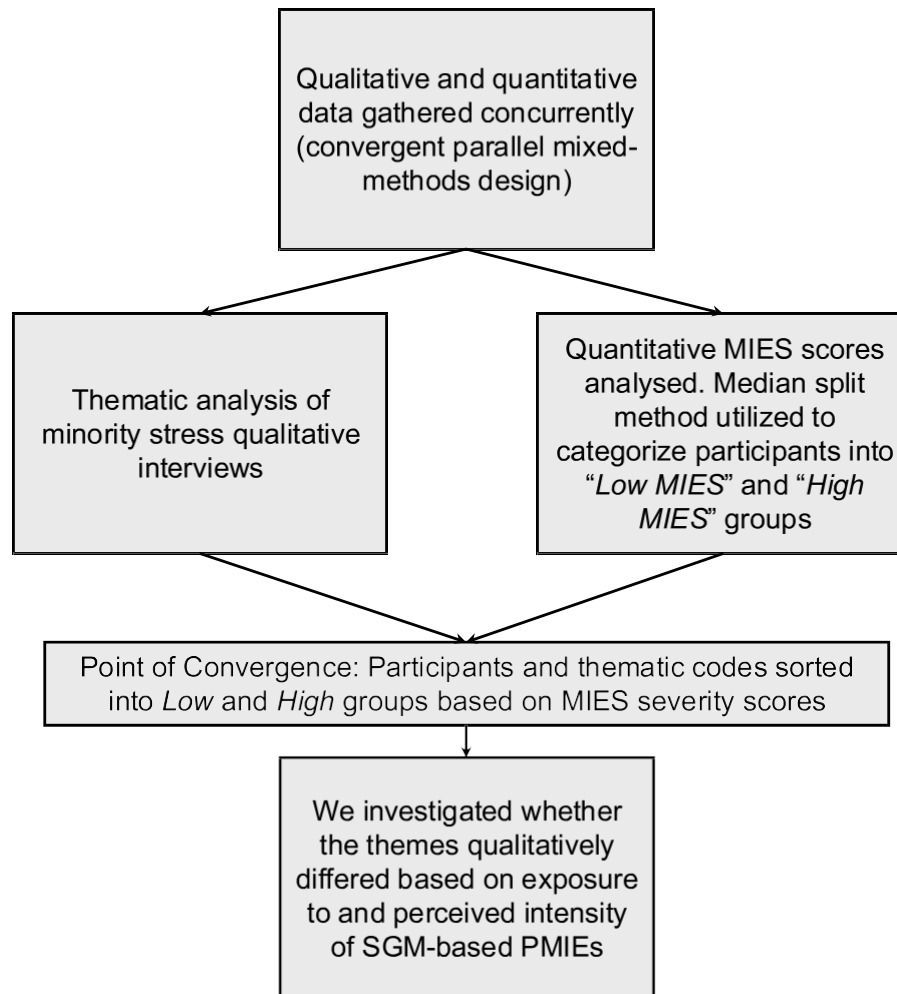 Qualitative and quantitative
data gathered concurrently
(convergent parallel mixed-
methods design)
Thematic analysis of
minority stress qualitative
interviews
Quantitative MIES scores
analysed. Median split
method utilized to
categorize participants into
“Low MIES” and “High
MIES” groups
Point of Convergence: Participants and thematic codes sorted
into Low and High groups based on MIES severity scores
We investigated whether
the themes qualitatively
differed based on exposure
to and perceived intensity
of SGM-based PMIEs